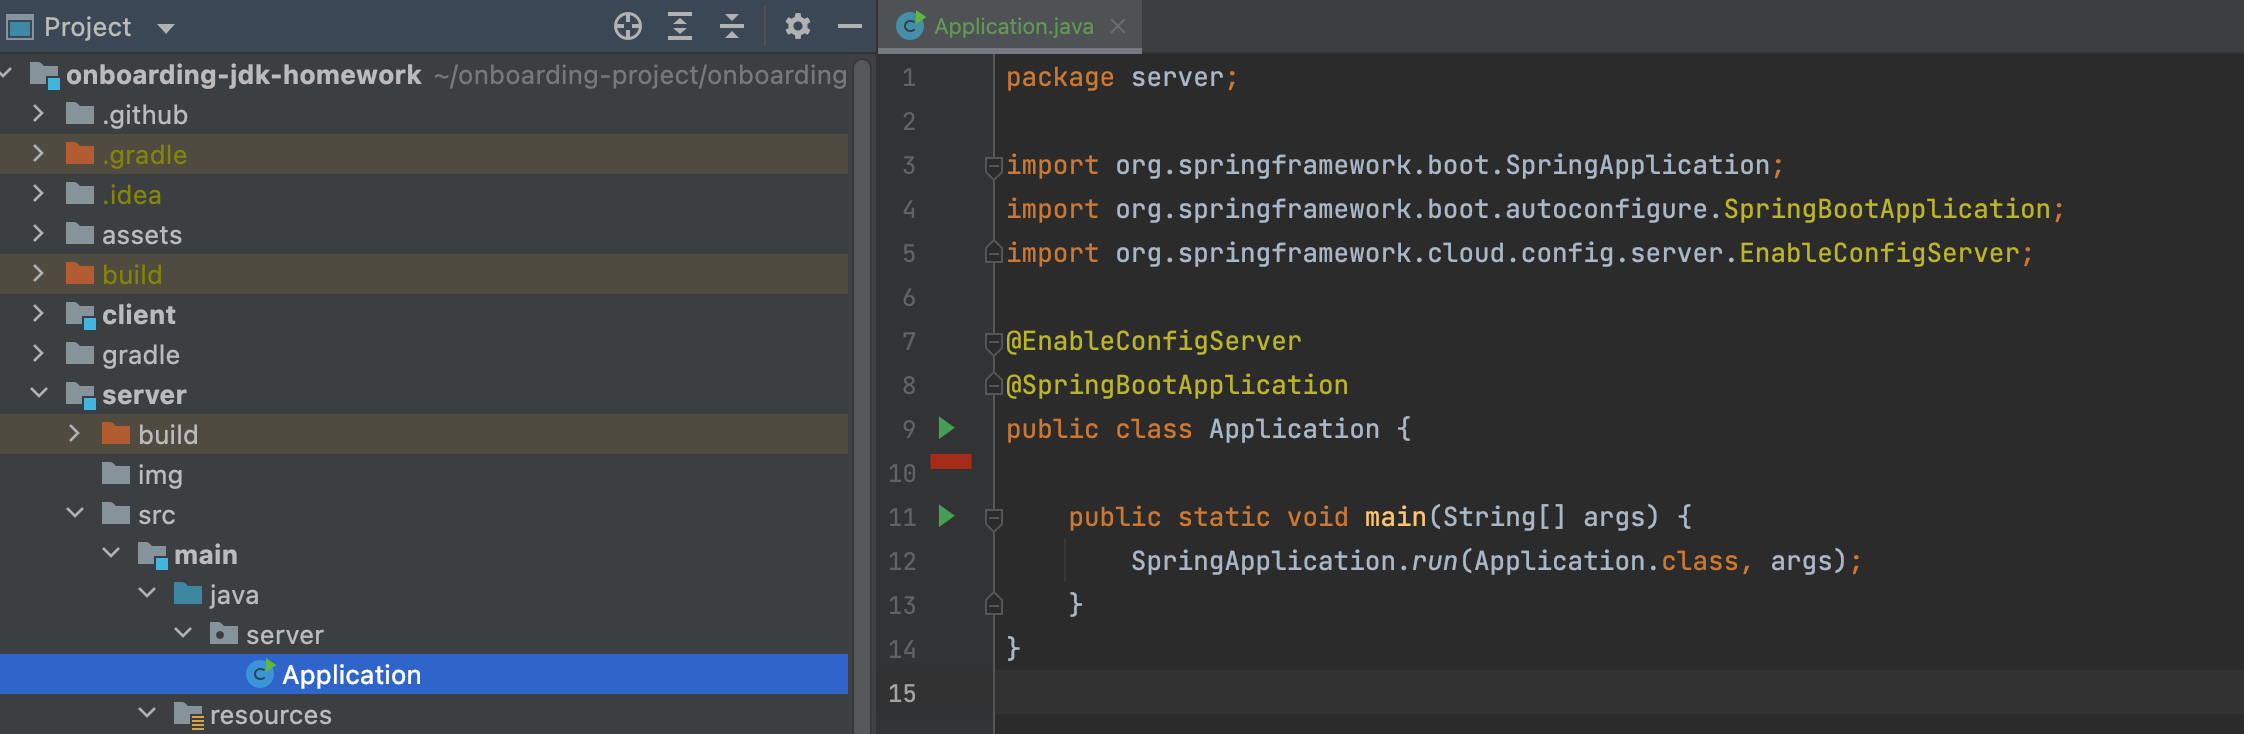 Project
onboarding-jdk-homework ~/onboarding-project/onboarding
.github
.gradle
.idea
assets
build
client
gradle
server
build
img
src
main
java
server
Application
resources
Application.java
1 package server;
2
3 import org.springframework.boot.SpringApplication;
4 import org.springframework.boot.autoconfigure.SpringBootApplication;
5 import org.springframework.cloud.config.server.EnableConfigServer;
6
7 @EnableConfigServer
8 @SpringBootApplication
9 public class Application {
10
11 public static void main(String[] args) {
12 SpringApplication.run(Application.class, args);
13 }
14 }
15